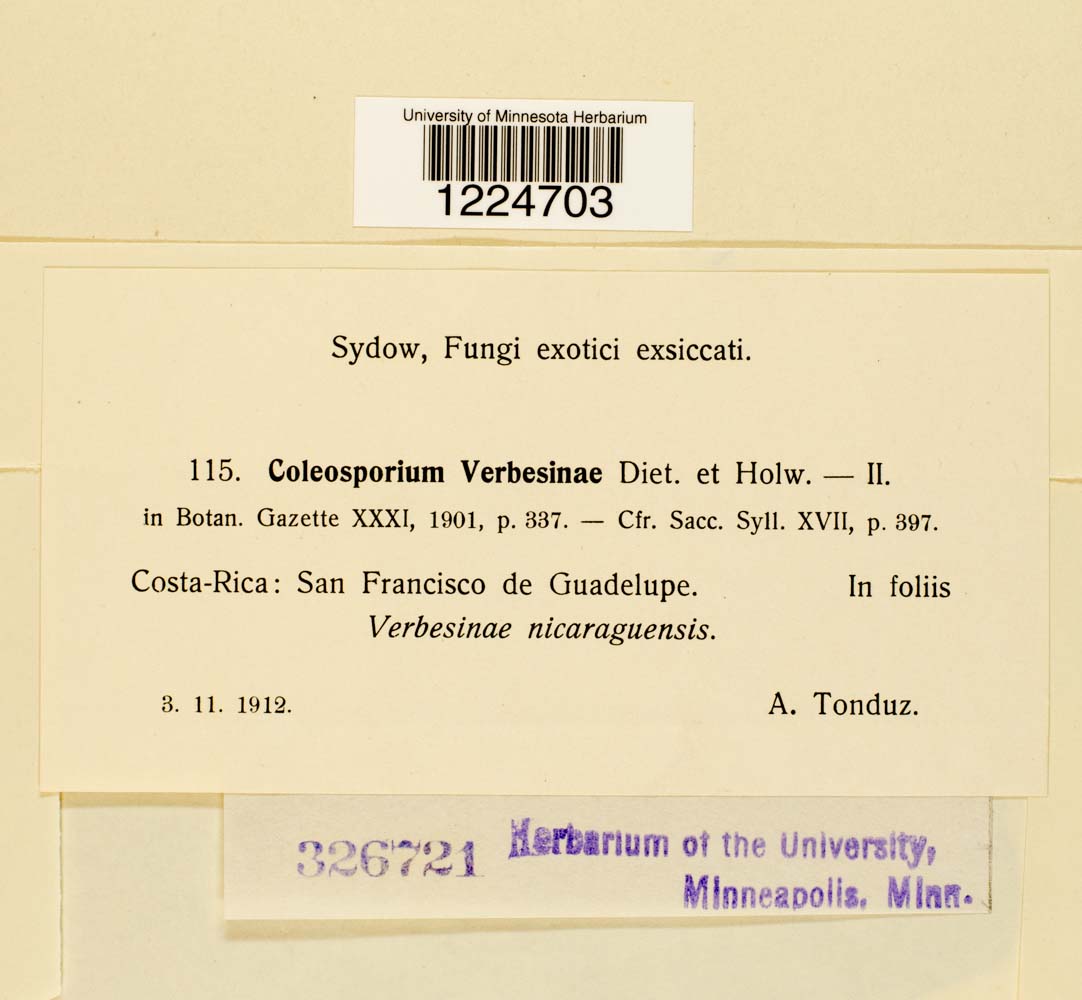 University of Minnesota Herbarium
1224703
Sydow, Fungi exotici exsiccati.
115. Coleosporium Verbesinae Diet. et Holw. — II.
in Botan. Gazette XXXI, 1901, p. 337. — Cfr. Sacc. Syll. XVII, p. 397.
Costa-Rica: San Francisco de Guadelupe. In foliis
Verbesinae nicaraguensis.
3. 11. 1912. A. Tonduz.
326721 Herbarium of the University,
Minneapolis, Minn.